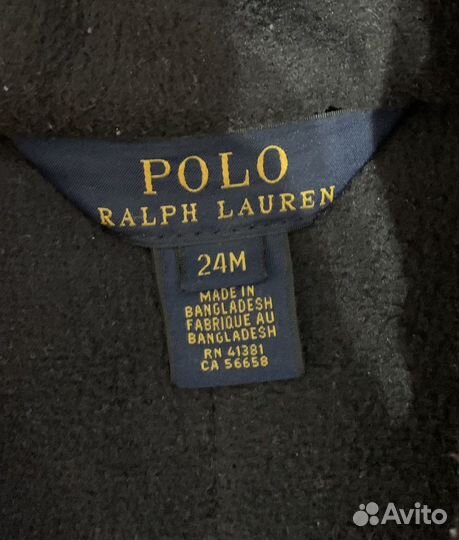 POLO
RALPH LAUREN
24M
MADE IN
BANGLADESH
FABRIQUE AU
BANGLADESH
RN 41381
CA 56658
Avito